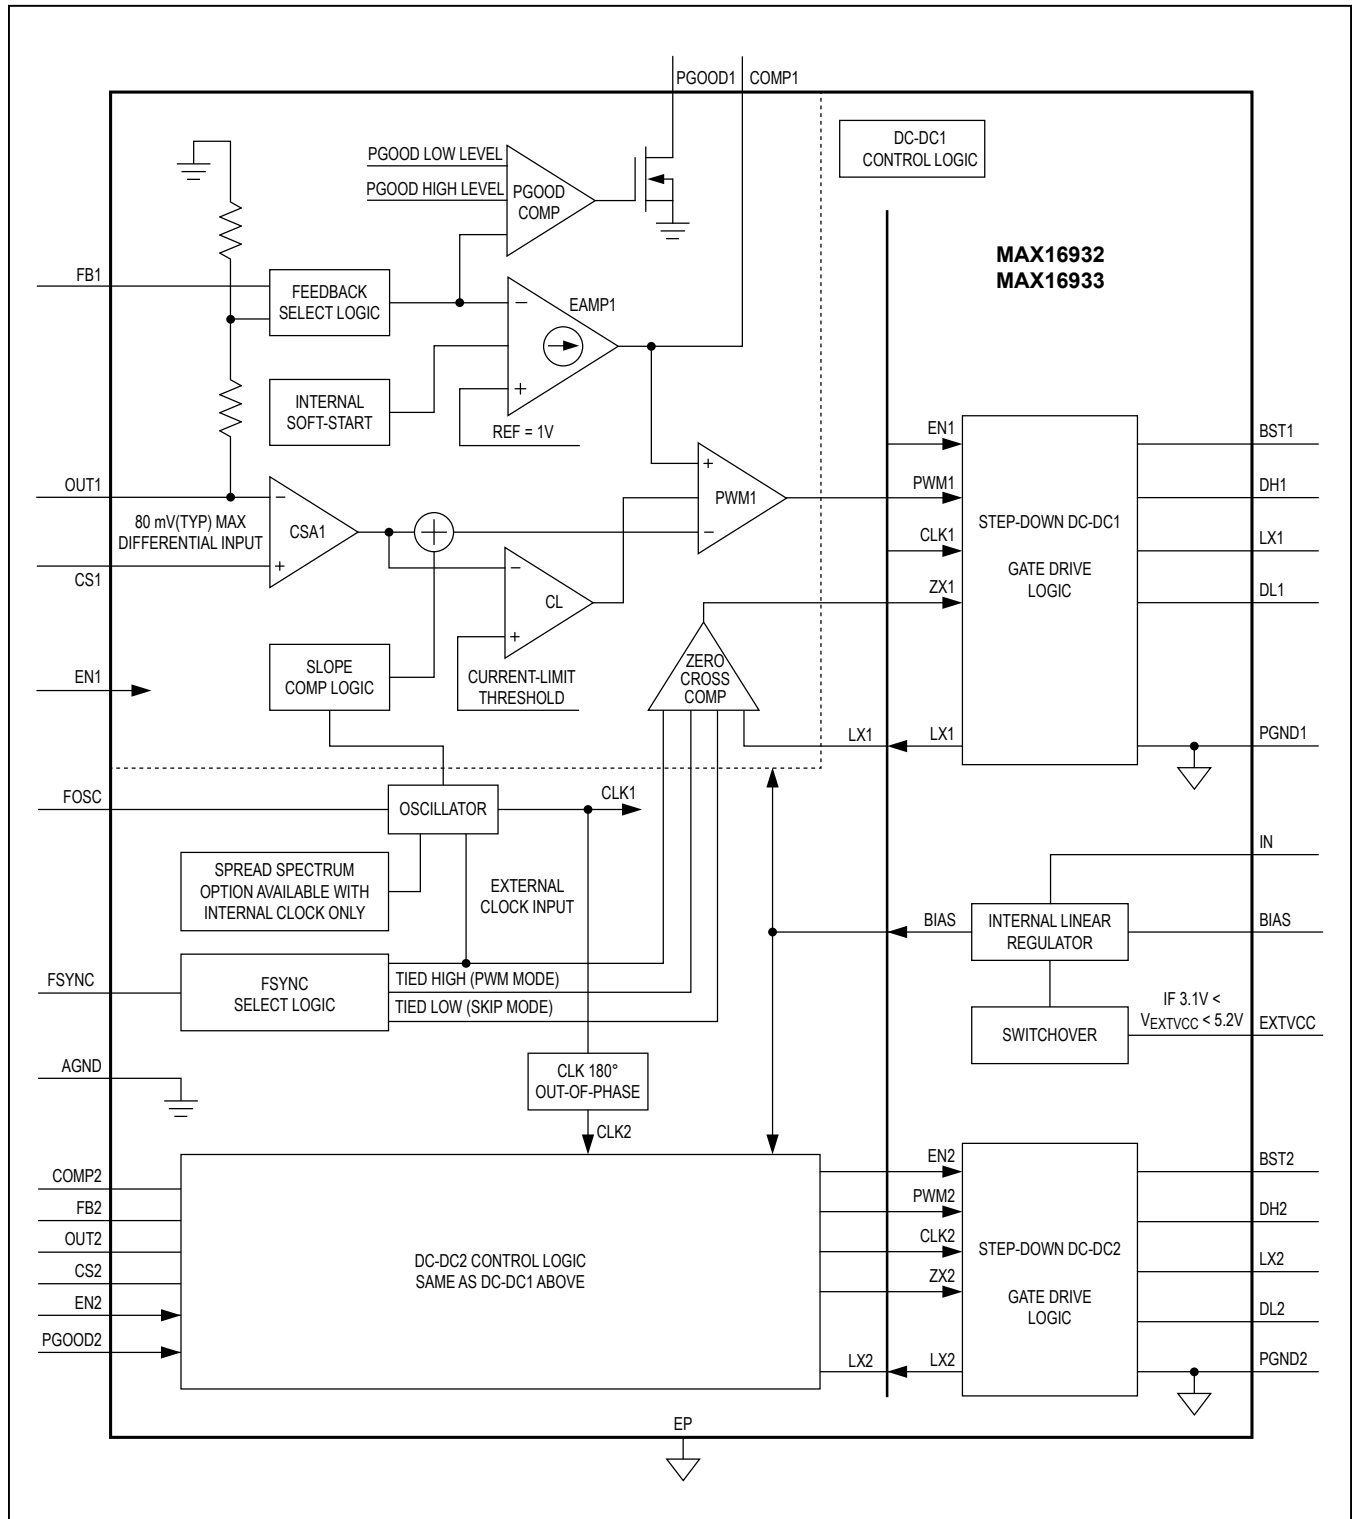 PGOOD1 COMP1
DC-DC1
CONTROL LOGIC
PGOOD LOW LEVEL
PGOOD HIGH LEVEL
PGOOD
COMP
MAX16932
MAX16933
FB1
FEEDBACK
SELECT LOGIC
EAMP1
−
+
INTERNAL
SOFT-START
REF = 1V
OUT1
80 mV(TYP) MAX
DIFFERENTIAL INPUT
CS1
−
CSA1
+
+
PWM1
−
−
CL
+
CURRENT-LIMIT
THRESHOLD
EN1
SLOPE
COMP LOGIC
ZERO
CROSS
COMP
EN1
PWM1
CLK1
ZX1
STEP-DOWN DC-DC1
GATE DRIVE
LOGIC
BST1
DH1
LX1
DL1
LX1
LX1
PGND1
FOSC
OSCILLATOR
CLK1
SPREAD SPECTRUM
OPTION AVAILABLE WITH
INTERNAL CLOCK ONLY
EXTERNAL
CLOCK INPUT
IN
BIAS
INTERNAL LINEAR
REGULATOR
BIAS
FSYNC
FSYNC
SELECT LOGIC
TIED HIGH (PWM MODE)
TIED LOW (SKIP MODE)
SWITCHOVER
IF 3.1V <
VEXTVCC < 5.2V
EXTVCC
AGND
CLK 180°
OUT-OF-PHASE
CLK2
COMP2
FB2
OUT2
CS2
EN2
PGOOD2
DC-DC2 CONTROL LOGIC
SAME AS DC-DC1 ABOVE
EN2
PWM2
CLK2
ZX2
LX2
LX2
STEP-DOWN DC-DC2
GATE DRIVE
LOGIC
BST2
DH2
LX2
DL2
PGND2
EP